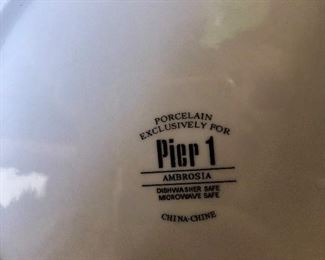 PORCELAIN
EXCLUSIVELY FOR
Pier 1
AMBROSIA
DISHWASHER SAFE
MICROWAVE SAFE
CHINA-CHINE